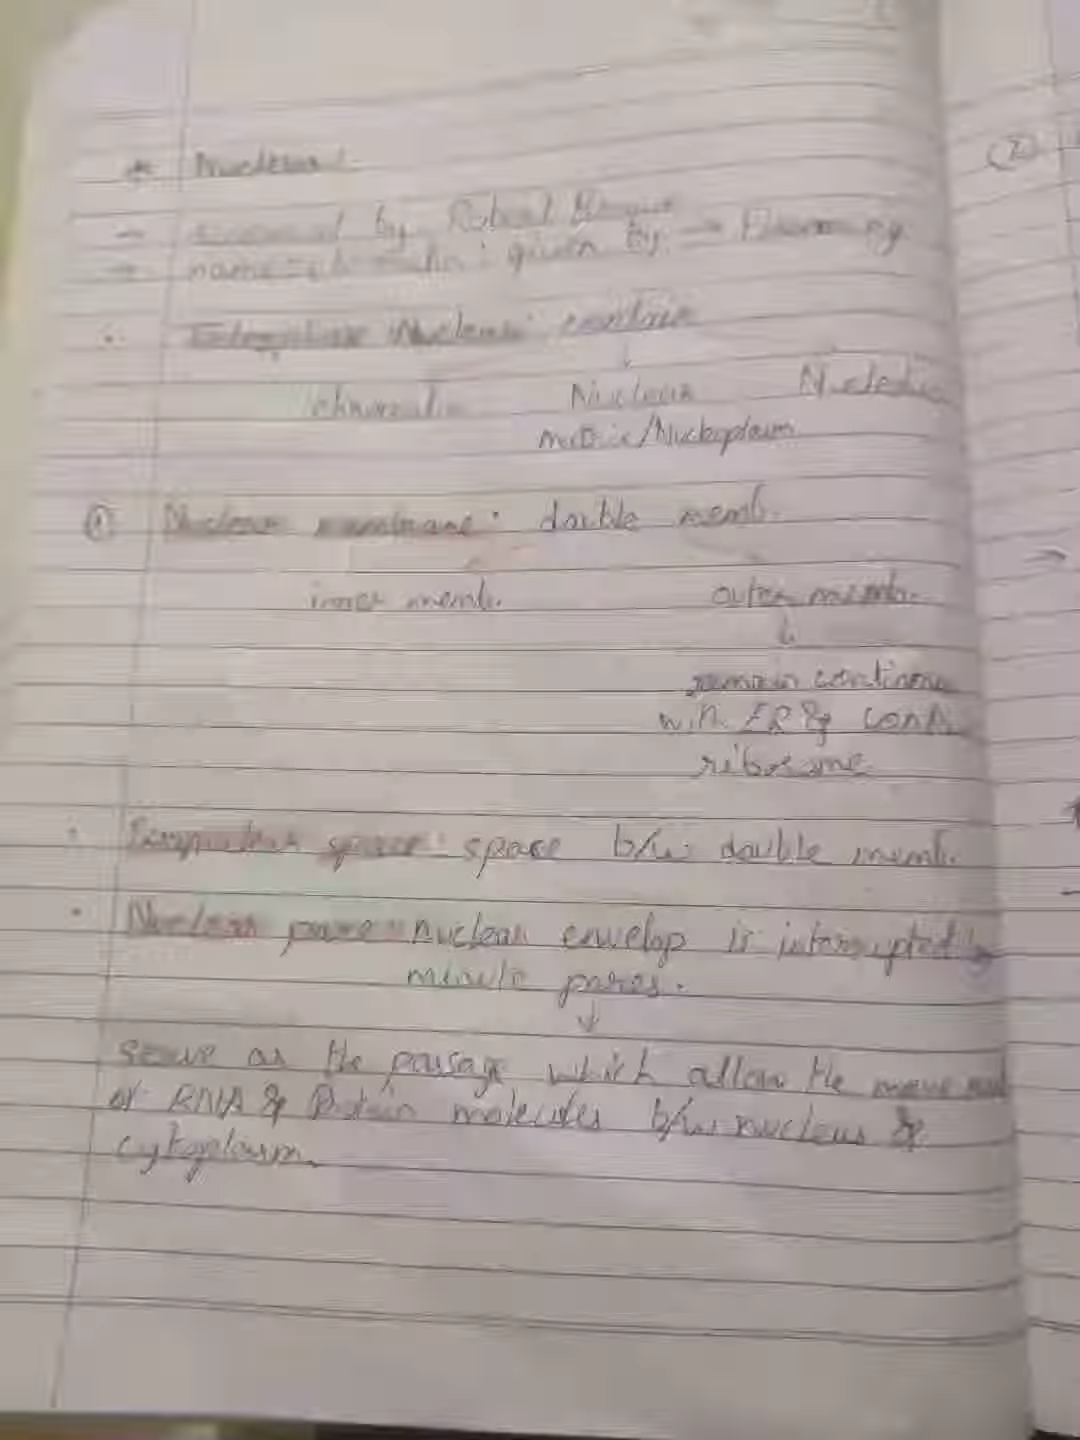 (2)
* Nucleus :
→ by Robert Brown
→ name : given by → Flemming
Interphase Nucleus : contain
↓
chromatin Nuclear Nucleolus
matrix/Nucleoplasm
① Nuclear membrane : double memb.
inner memb. outer memb.
↓
remain continuous
with ER & cont.
ribosome
space : space b/w double memb.
Nuclear pore : nuclear envelop is interrupted by
minute pores.
↓
serve as the passage which allow the movement
of RNA & Protein molecules b/w nucleus &
cytoplasm.